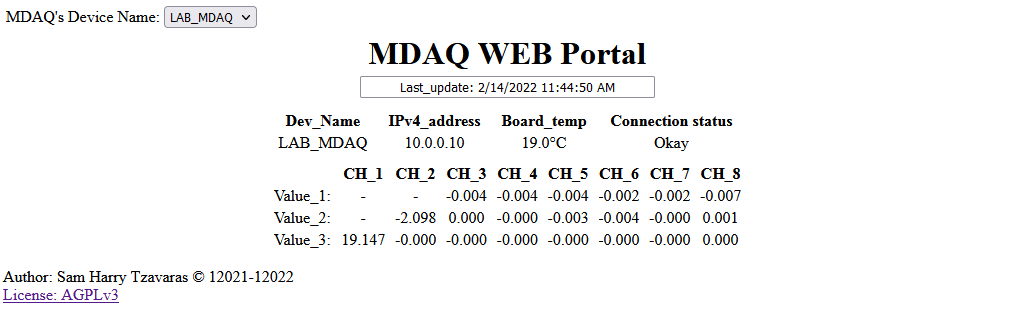 MDAQ's Device Name: LAB_MDAQ
MDAQ WEB Portal
Last_update: 2/14/2022 11:44:50 AM
Dev_Name IPv4_address Board_temp Connection status
LAB_MDAQ 10.0.0.10 19.0°C Okay
CH_1 CH_2 CH_3 CH_4 CH_5 CH_6 CH_7 CH_8
Value_1: - - -0.004 -0.004 -0.004 -0.002 -0.002 -0.007
Value_2: - -2.098 0.000 -0.000 -0.003 -0.004 -0.000 0.001
Value_3: 19.147 -0.000 -0.000 -0.000 -0.000 -0.000 -0.000 0.000
Author: Sam Harry Tzavaras © 12021-12022
License: AGPLv3